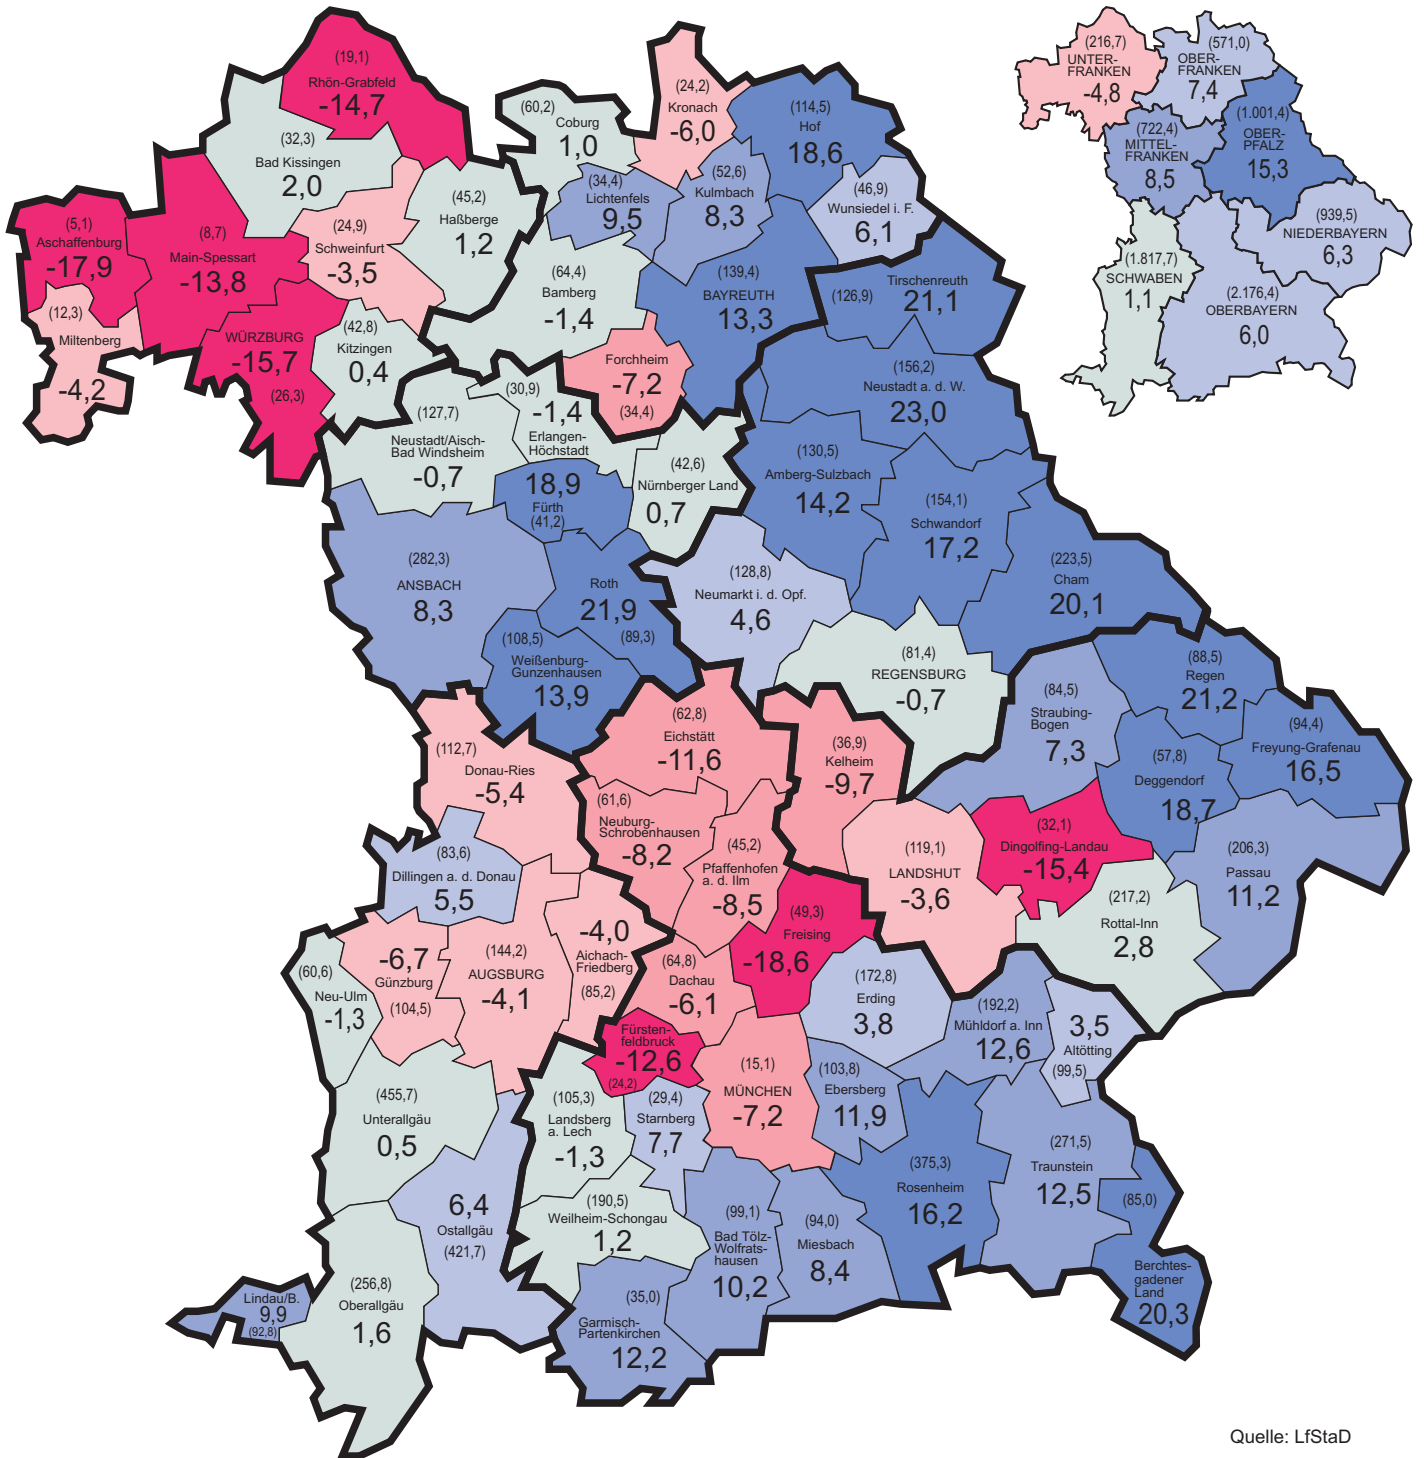 (19,1)
Rhön-Grabfeld
-14,7
(32,3)
Bad Kissingen
2,0
(5,1)
Aschaffenburg
-17,9
(8,7)
Main-Spessart
-13,8
(24,9)
Schweinfurt
-3,5
(45,2)
Haßberge
1,2
(12,3)
Miltenberg
-4,2
WÜRZBURG
-15,7
(26,3)
(42,8)
Kitzingen
0,4
(60,2)
Coburg
1,0
(24,2)
Kronach
-6,0
(114,5)
Hof
18,6
(34,4)
Lichtenfels
9,5
(52,6)
Kulmbach
8,3
(46,9)
Wunsiedel i. F.
6,1
(64,4)
Bamberg
-1,4
(139,4)
BAYREUTH
13,3
Forchheim
-7,2
(34,4)
(126,9)
Tirschenreuth
21,1
(156,2)
Neustadt a. d. W.
23,0
(130,5)
Amberg-Sulzbach
14,2
(154,1)
Schwandorf
17,2
(223,5)
Cham
20,1
(128,8)
Neumarkt i. d. Opf.
4,6
(81,4)
REGENSBURG
-0,7
(127,7)
Neustadt/Aisch-
Bad Windsheim
-0,7
(30,9)
-1,4
Erlangen-
Höchstadt
18,9
Fürth
(41,2)
(42,6)
Nürnberger Land
0,7
(282,3)
ANSBACH
8,3
Roth
21,9
(89,3)
(108,5)
Weißenburg-
Gunzenhausen
13,9
(84,5)
Straubing-
Bogen
7,3
(88,5)
Regen
21,2
(94,4)
Freyung-Grafenau
16,5
(57,8)
Deggendorf
18,7
(36,9)
Kelheim
-9,7
(119,1)
LANDSHUT
-3,6
(32,1)
Dingolfing-Landau
-15,4
(206,3)
Passau
11,2
(217,2)
Rottal-Inn
2,8
(112,7)
Donau-Ries
-5,4
(83,6)
Dillingen a. d. Donau
5,5
-6,7
Günzburg
(104,5)
(144,2)
AUGSBURG
-4,1
-4,0
Aichach-
Friedberg
(85,2)
(60,6)
Neu-Ulm
-1,3
(455,7)
Unterallgäu
0,5
6,4
Ostallgäu
(421,7)
(256,8)
Oberallgäu
1,6
Lindau/B.
9,9
(92,8)
(62,8)
Eichstätt
-11,6
(61,6)
Neuburg-
Schrobenhausen
-8,2
(45,2)
Pfaffenhofen
a. d. Ilm
-8,5
(49,3)
Freising
-18,6
(64,8)
Dachau
-6,1
(172,8)
Erding
3,8
(192,2)
Mühldorf a. Inn
12,6
3,5
Altötting
(99,5)
Fürsten-
feldbruck
-12,6
(24,2)
(15,1)
MÜNCHEN
-7,2
(103,8)
Ebersberg
11,9
(105,3)
Landsberg
a. Lech
-1,3
(29,4)
Starnberg
7,7
(190,5)
Weilheim-Schongau
1,2
(99,1)
Bad Tölz-
Wolfrats-
hausen
10,2
(94,0)
Miesbach
8,4
(375,3)
Rosenheim
16,2
(271,5)
Traunstein
12,5
(85,0)
Berchtes-
gadener
Land
20,3
(35,0)
Garmisch-
Partenkirchen
12,2
(216,7)
UNTER-
FRANKEN
-4,8
(571,0)
OBER-
FRANKEN
7,4
(722,4)
MITTEL-
FRANKEN
8,5
(1.001,4)
OBER-
PFALZ
15,3
(939,5)
NIEDERBAYERN
6,3
(1.817,7)
SCHWABEN
1,1
(2.176,4)
OBERBAYERN
6,0
Quelle: LfStaD